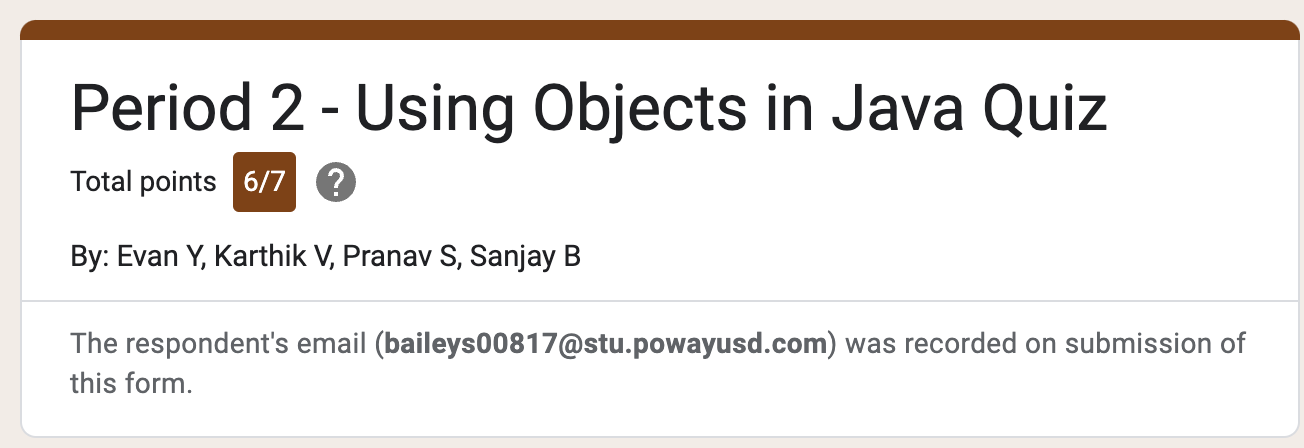 Period 2 - Using Objects in Java Quiz
Total points 6/7 ?
By: Evan Y, Karthik V, Pranav S, Sanjay B
The respondent's email (baileys00817@stu.powayusd.com) was recorded on submission of
this form.